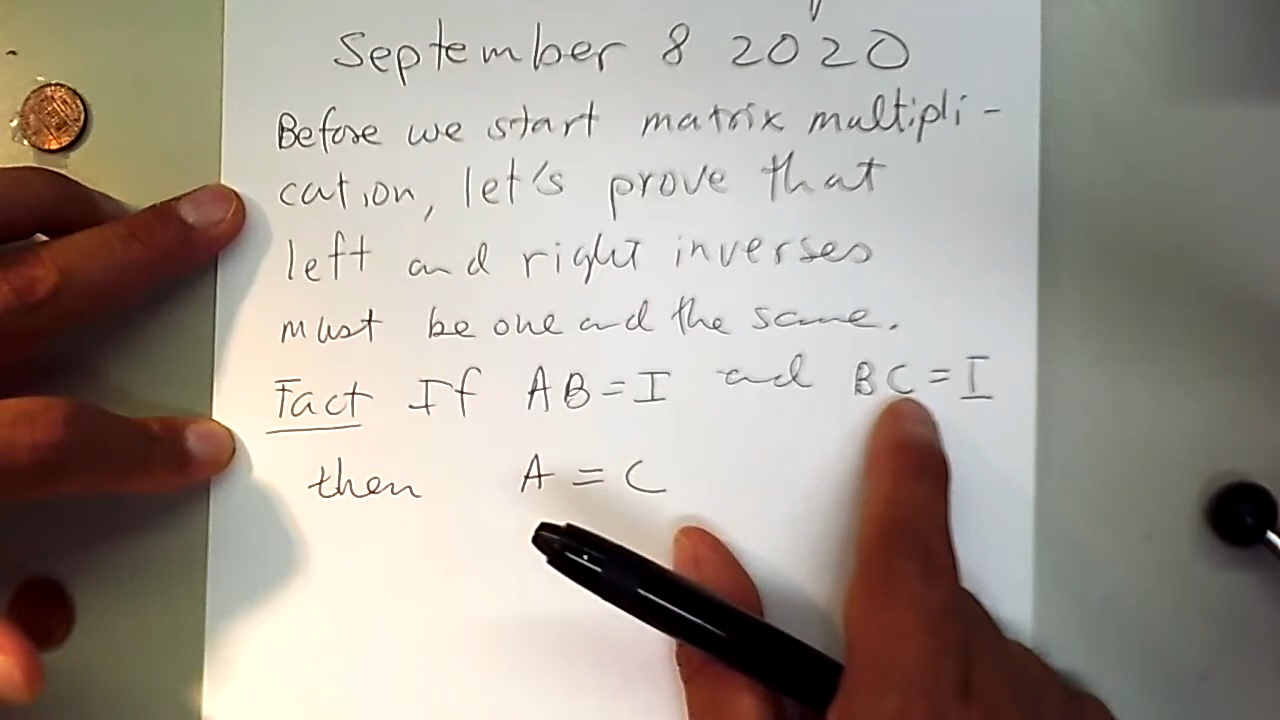 September 8 2020
Before we start matrix multipli-
cation, let's prove that
left and right inverses
must be one and the same.
Fact If AB=I and BC=I
then A=C